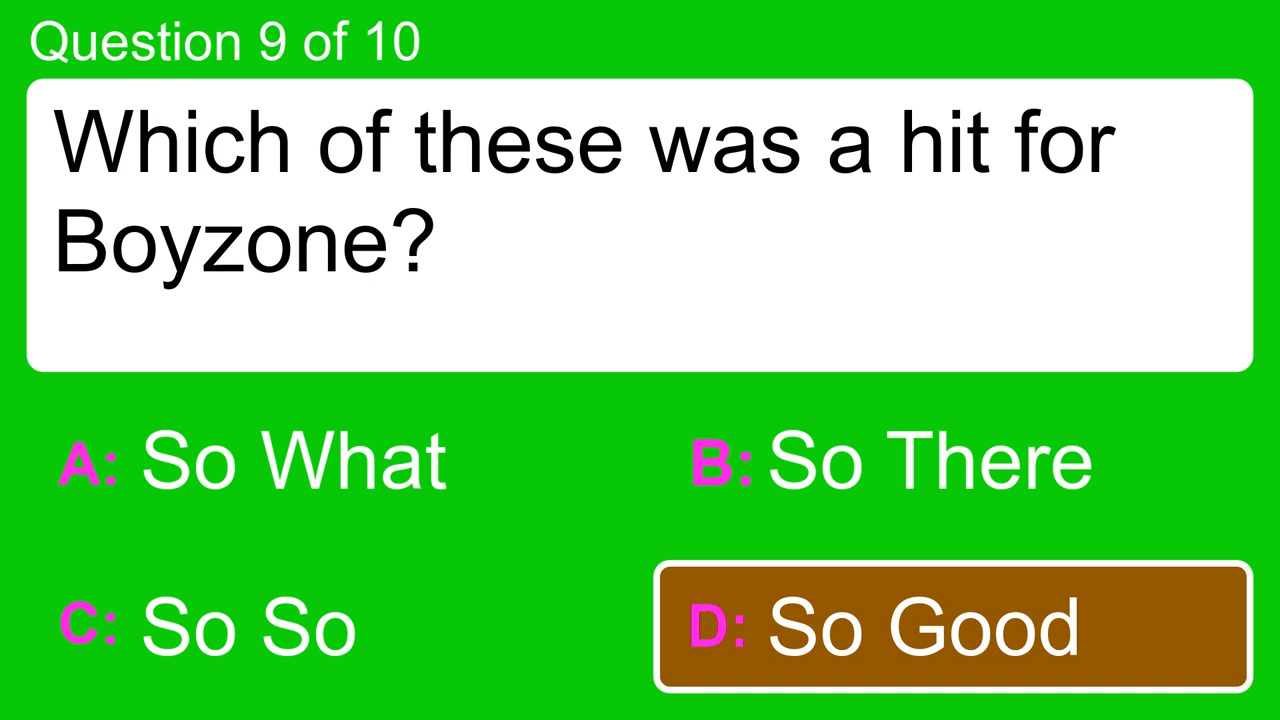 Question 9 of 10
Which of these was a hit for
Boyzone?
A: So What
B: So There
C: So So
D: So Good